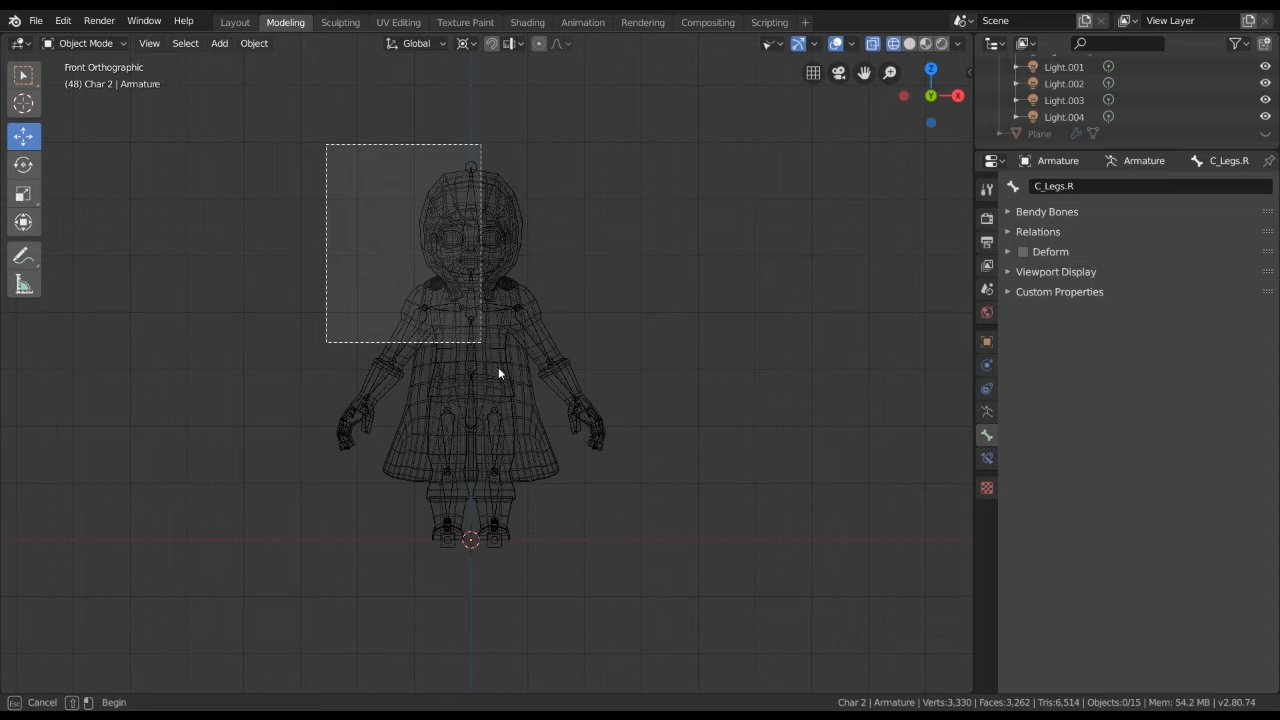 File Edit Render Window Help Layout Modeling Sculpting UV Editing Texture Paint Shading Animation Rendering Compositing Scripting + Scene View Layer
Object Mode View Select Add Object Global
Front Orthographic
(48) Char 2 | Armature
Z
Y
X
Light.001
Light.002
Light.003
Light.004
Plane
Armature Armature C_Legs.R
C_Legs.R
Bendy Bones
Relations
Deform
Viewport Display
Custom Properties
Esc Cancel Begin Char 2 | Armature | Verts:3,330 | Faces:3,262 | Tris:6,514 | Objects:0/15 | Mem: 54.2 MB | v2.80.74